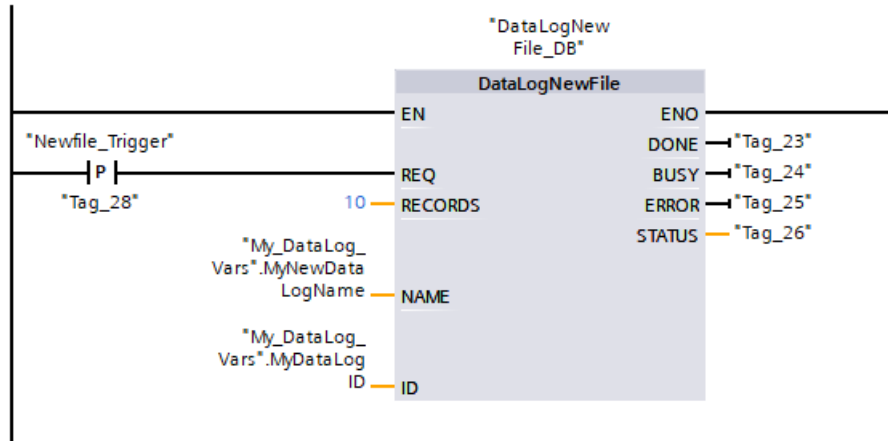 "DataLogNew
File_DB"
DataLogNewFile
EN
ENO
"Newfile_Trigger"
DONE
"Tag_23"
P
REQ
BUSY
"Tag_24"
"Tag_28"
10
RECORDS
ERROR
"Tag_25"
STATUS
"Tag_26"
"My_DataLog_
Vars".MyNewData
LogName
NAME
"My_DataLog_
Vars".MyDataLog
ID
ID